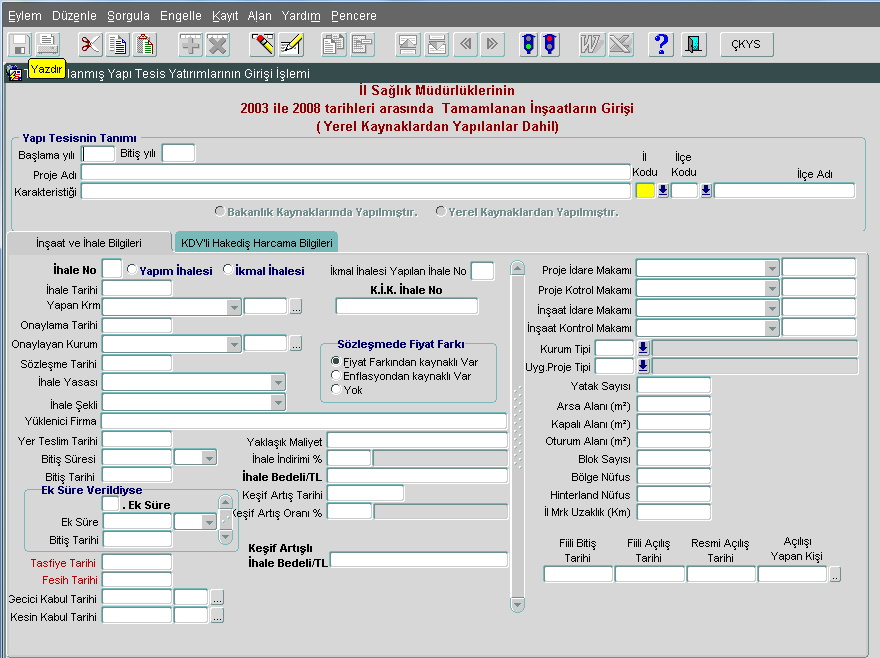 Eylem Düzenle Sorgula Engelle Kayıt Alan Yardım Pencere
ÇKYS
Yazdır
lanmış Yapı Tesis Yatırımlarının Girişi İşlemi
İl Sağlık Müdürlüklerinin
2003 ile 2008 tarihleri arasında Tamamlanan İnşaatların Girişi
( Yerel Kaynaklardan Yapılanlar Dahil)
Yapı Tesisnin Tanımı
Başlama yılı Bitiş yılı
Proje Adı
Karakteristiği
İl Kodu
İlçe Kodu
İlçe Adı
Bakanlık Kaynaklarında Yapılmıştır. Yerel Kaynaklardan Yapılmıştır.
İnşaat ve İhale Bilgileri KDV'li Hakediş Harcama Bilgileri
İhale No Yapım İhalesi İkmal İhalesi İkmal İhalesi Yapılan İhale No
İhale Tarihi K.İ.K. İhale No
Yapan Krm ...
Onaylama Tarihi
Onaylayan Kurum ...
Sözleşme Tarihi
İhale Yasası
İhale Şekli
Sözleşmede Fiyat Farkı
Fiyat Farkından kaynaklı Var
Enflasyondan kaynaklı Var
Yok
Yüklenici Firma
Yer Teslim Tarihi
Bitiş Süresi
Bitiş Tarihi
Ek Süre Verildiyse
. Ek Süre
Ek Süre
Bitiş Tarihi
Tasfiye Tarihi
Fesih Tarihi
Gecici Kabul Tarihi ...
Kesin Kabul Tarihi ...
Yaklaşık Maliyet
İhale İndirimi %
İhale Bedeli/TL
Keşif Artış Tarihi
Keşif Artış Oranı %
Keşif Artışlı
İhale Bedeli/TL
Proje İdare Makamı
Proje Kotrol Makamı
İnşaat İdare Makamı
İnşaat Kontrol Makamı
Kurum Tipi
Uyg.Proje Tipi
Yatak Sayısı
Arsa Alanı (m²)
Kapalı Alanı (m²)
Oturum Alanı (m²)
Blok Sayısı
Bölge Nüfus
Hinterland Nüfus
İl Mrk Uzaklık (Km)
Fiili Bitiş Tarihi
Fiili Açılış Tarihi
Resmi Açılış Tarihi
Açılışı Yapan Kişi
..